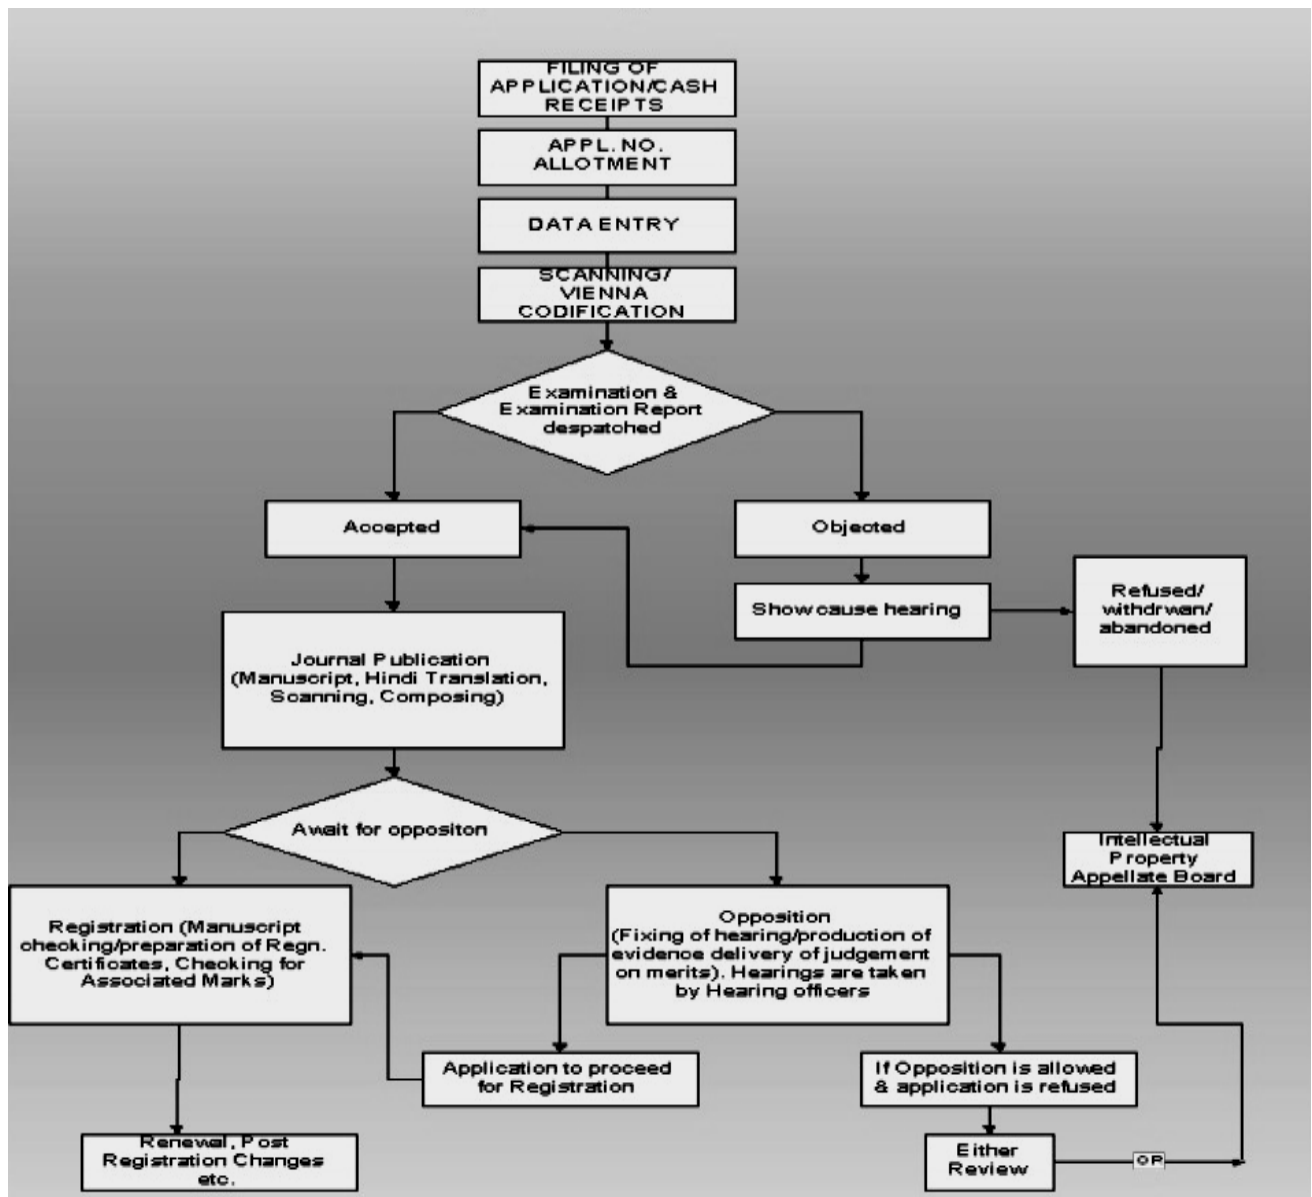 FILING OF
APPLICATION/CASH
RECEIPTS
APPL. NO.
ALLOTMENT
DATA ENTRY
SCANNING/
VIENNA
CODIFICATION
Examination &
Examination Report
despatched
Accepted
Objected
Show cause hearing
Refused/
withdrwan/
abandoned
Journal Publication
(Manuscript, Hindi Translation,
Scanning, Composing)
Await for oppositon
Intellectual
Property
Appellate Board
Registration (Manuscript
checking/preparation of Regn.
Certificates, Checking for
Associated Marks)
Opposition
(Fixing of hearing/production of
evidence delivery of judgement
on merits). Hearings are taken
by Hearing officers
Application to proceed
for Registration
If Opposition is allowed
& application is refused
Renewal, Post
Registration Changes
etc.
Either
Review
OR